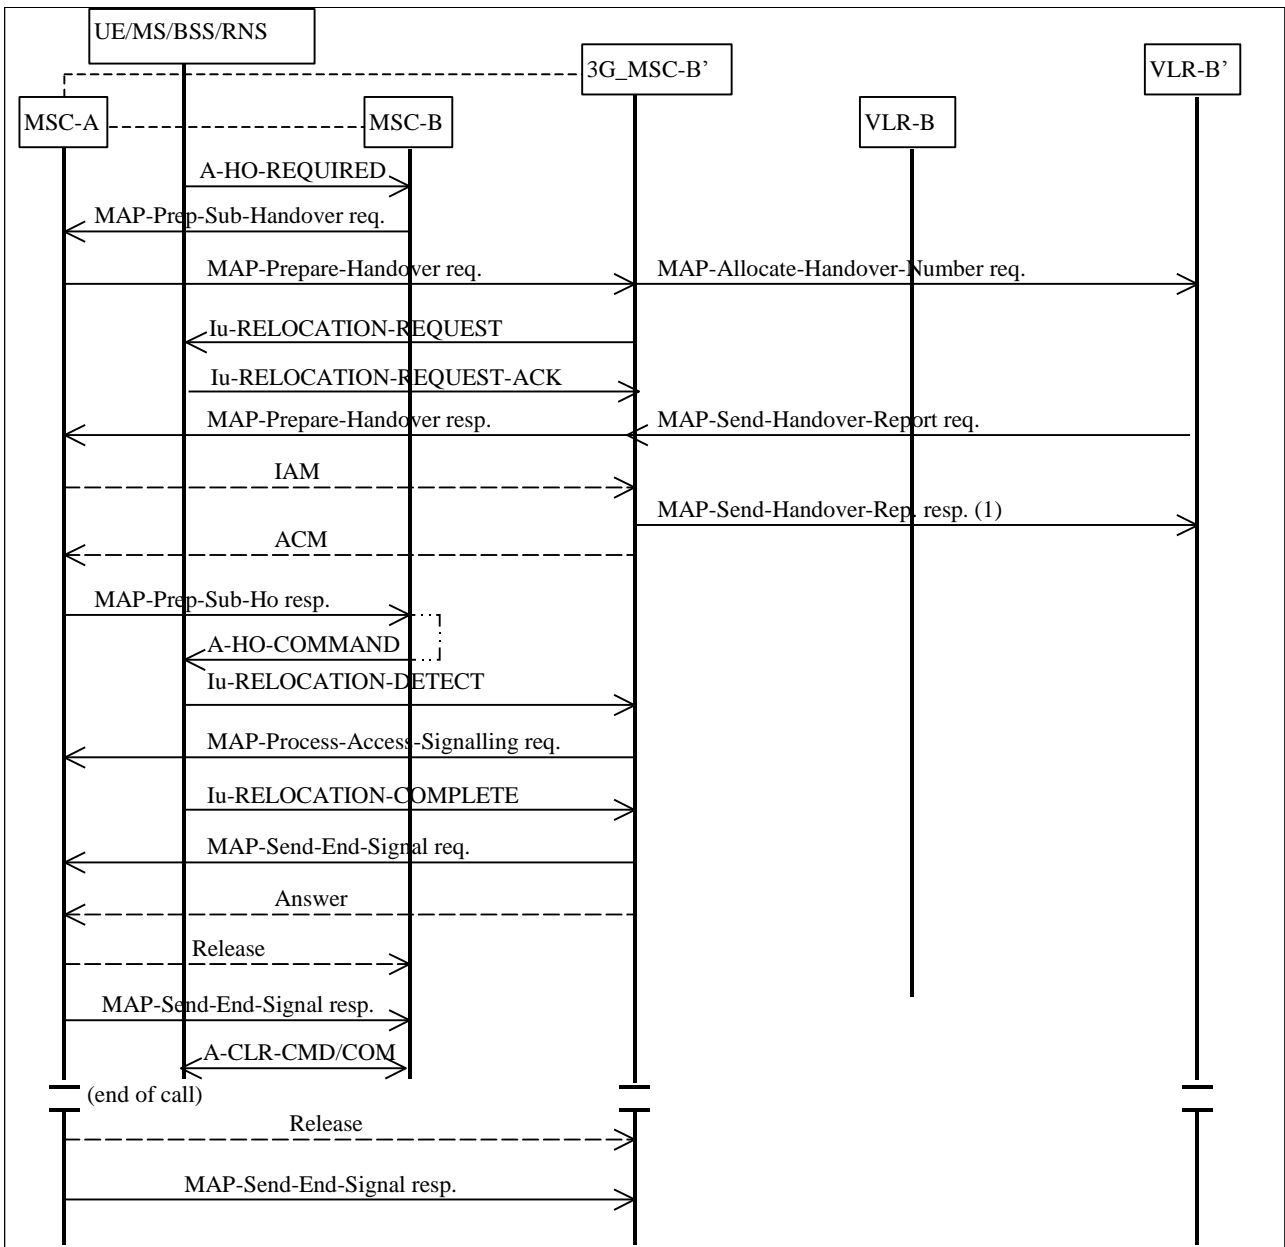 UE/MS/BSS/RNS
3G_MSC-B’
VLR-B’
MSC-A
MSC-B
VLR-B
A-HO-REQUIRED
MAP-Prep-Sub-Handover req.
MAP-Prepare-Handover req.
MAP-Allocate-Handover-Number req.
Iu-RELOCATION-REQUEST
Iu-RELOCATION-REQUEST-ACK
MAP-Prepare-Handover resp.
MAP-Send-Handover-Report req.
IAM
MAP-Send-Handover-Rep. resp. (1)
ACM
MAP-Prep-Sub-Ho resp.
A-HO-COMMAND
Iu-RELOCATION-DETECT
MAP-Process-Access-Signalling req.
Iu-RELOCATION-COMPLETE
MAP-Send-End-Signal req.
Answer
Release
MAP-Send-End-Signal resp.
A-CLR-CMD/COM
(end of call)
Release
MAP-Send-End-Signal resp.